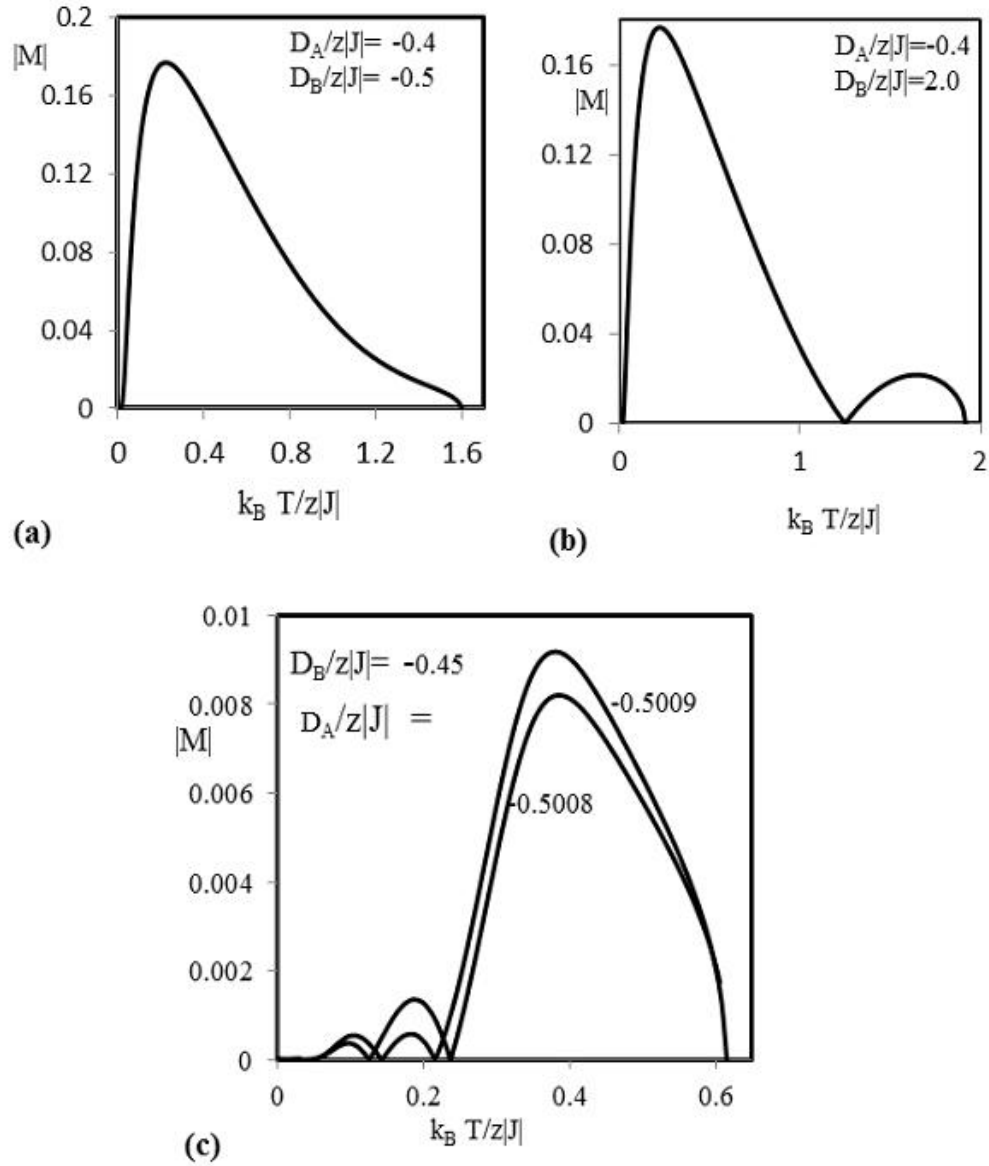 0.2
|M|
0.16
0.12
0.08
0.04
0
D_A/z|J|= -0.4
D_B/z|J|= -0.5
0 0.4 0.8 1.2 1.6
k_B T/z|J|
(a)
0.16
|M|
0.12
0.08
0.04
0
D_A/z|J|=-0.4
D_B/z|J|=2.0
0 1 2
k_B T/z|J|
(b)
0.01
0.008
|M|
0.006
0.004
0.002
0
D_B/z|J|= -0.45
D_A/z|J| =
-0.5009
-0.5008
0 0.2 0.4 0.6
k_B T/z|J|
(c)